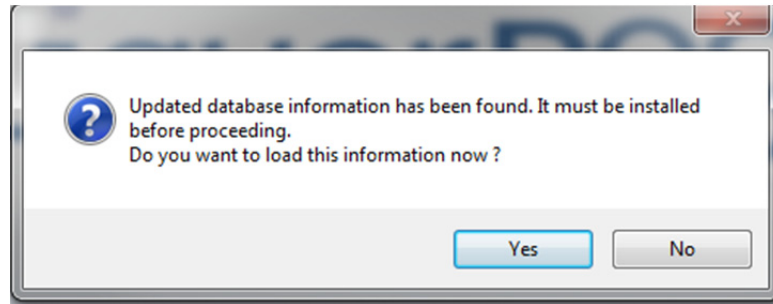 Updated database information has been found. It must be installed
before proceeding.
Do you want to load this information now ?
Yes
No